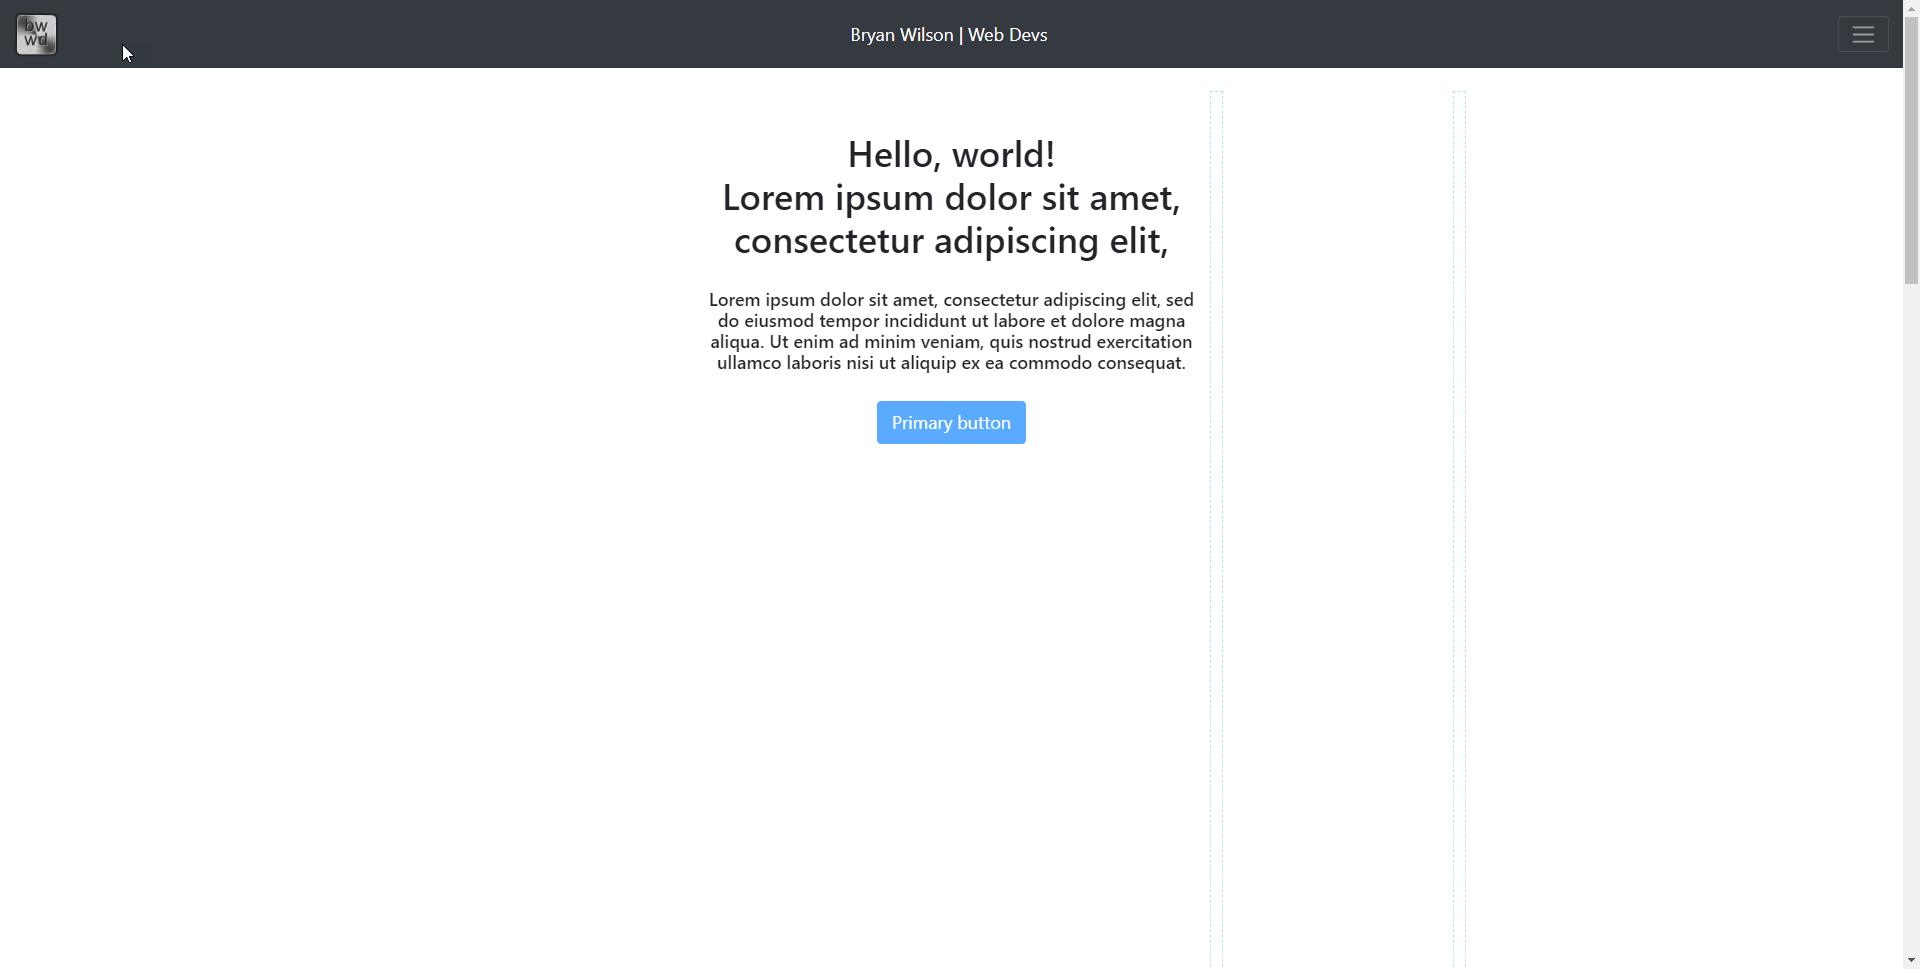 bw
wd
Bryan Wilson | Web Devs
Hello, world!
Lorem ipsum dolor sit amet,
consectetur adipiscing elit,
Lorem ipsum dolor sit amet, consectetur adipiscing elit, sed
do eiusmod tempor incididunt ut labore et dolore magna
aliqua. Ut enim ad minim veniam, quis nostrud exercitation
ullamco laboris nisi ut aliquip ex ea commodo consequat.
Primary button